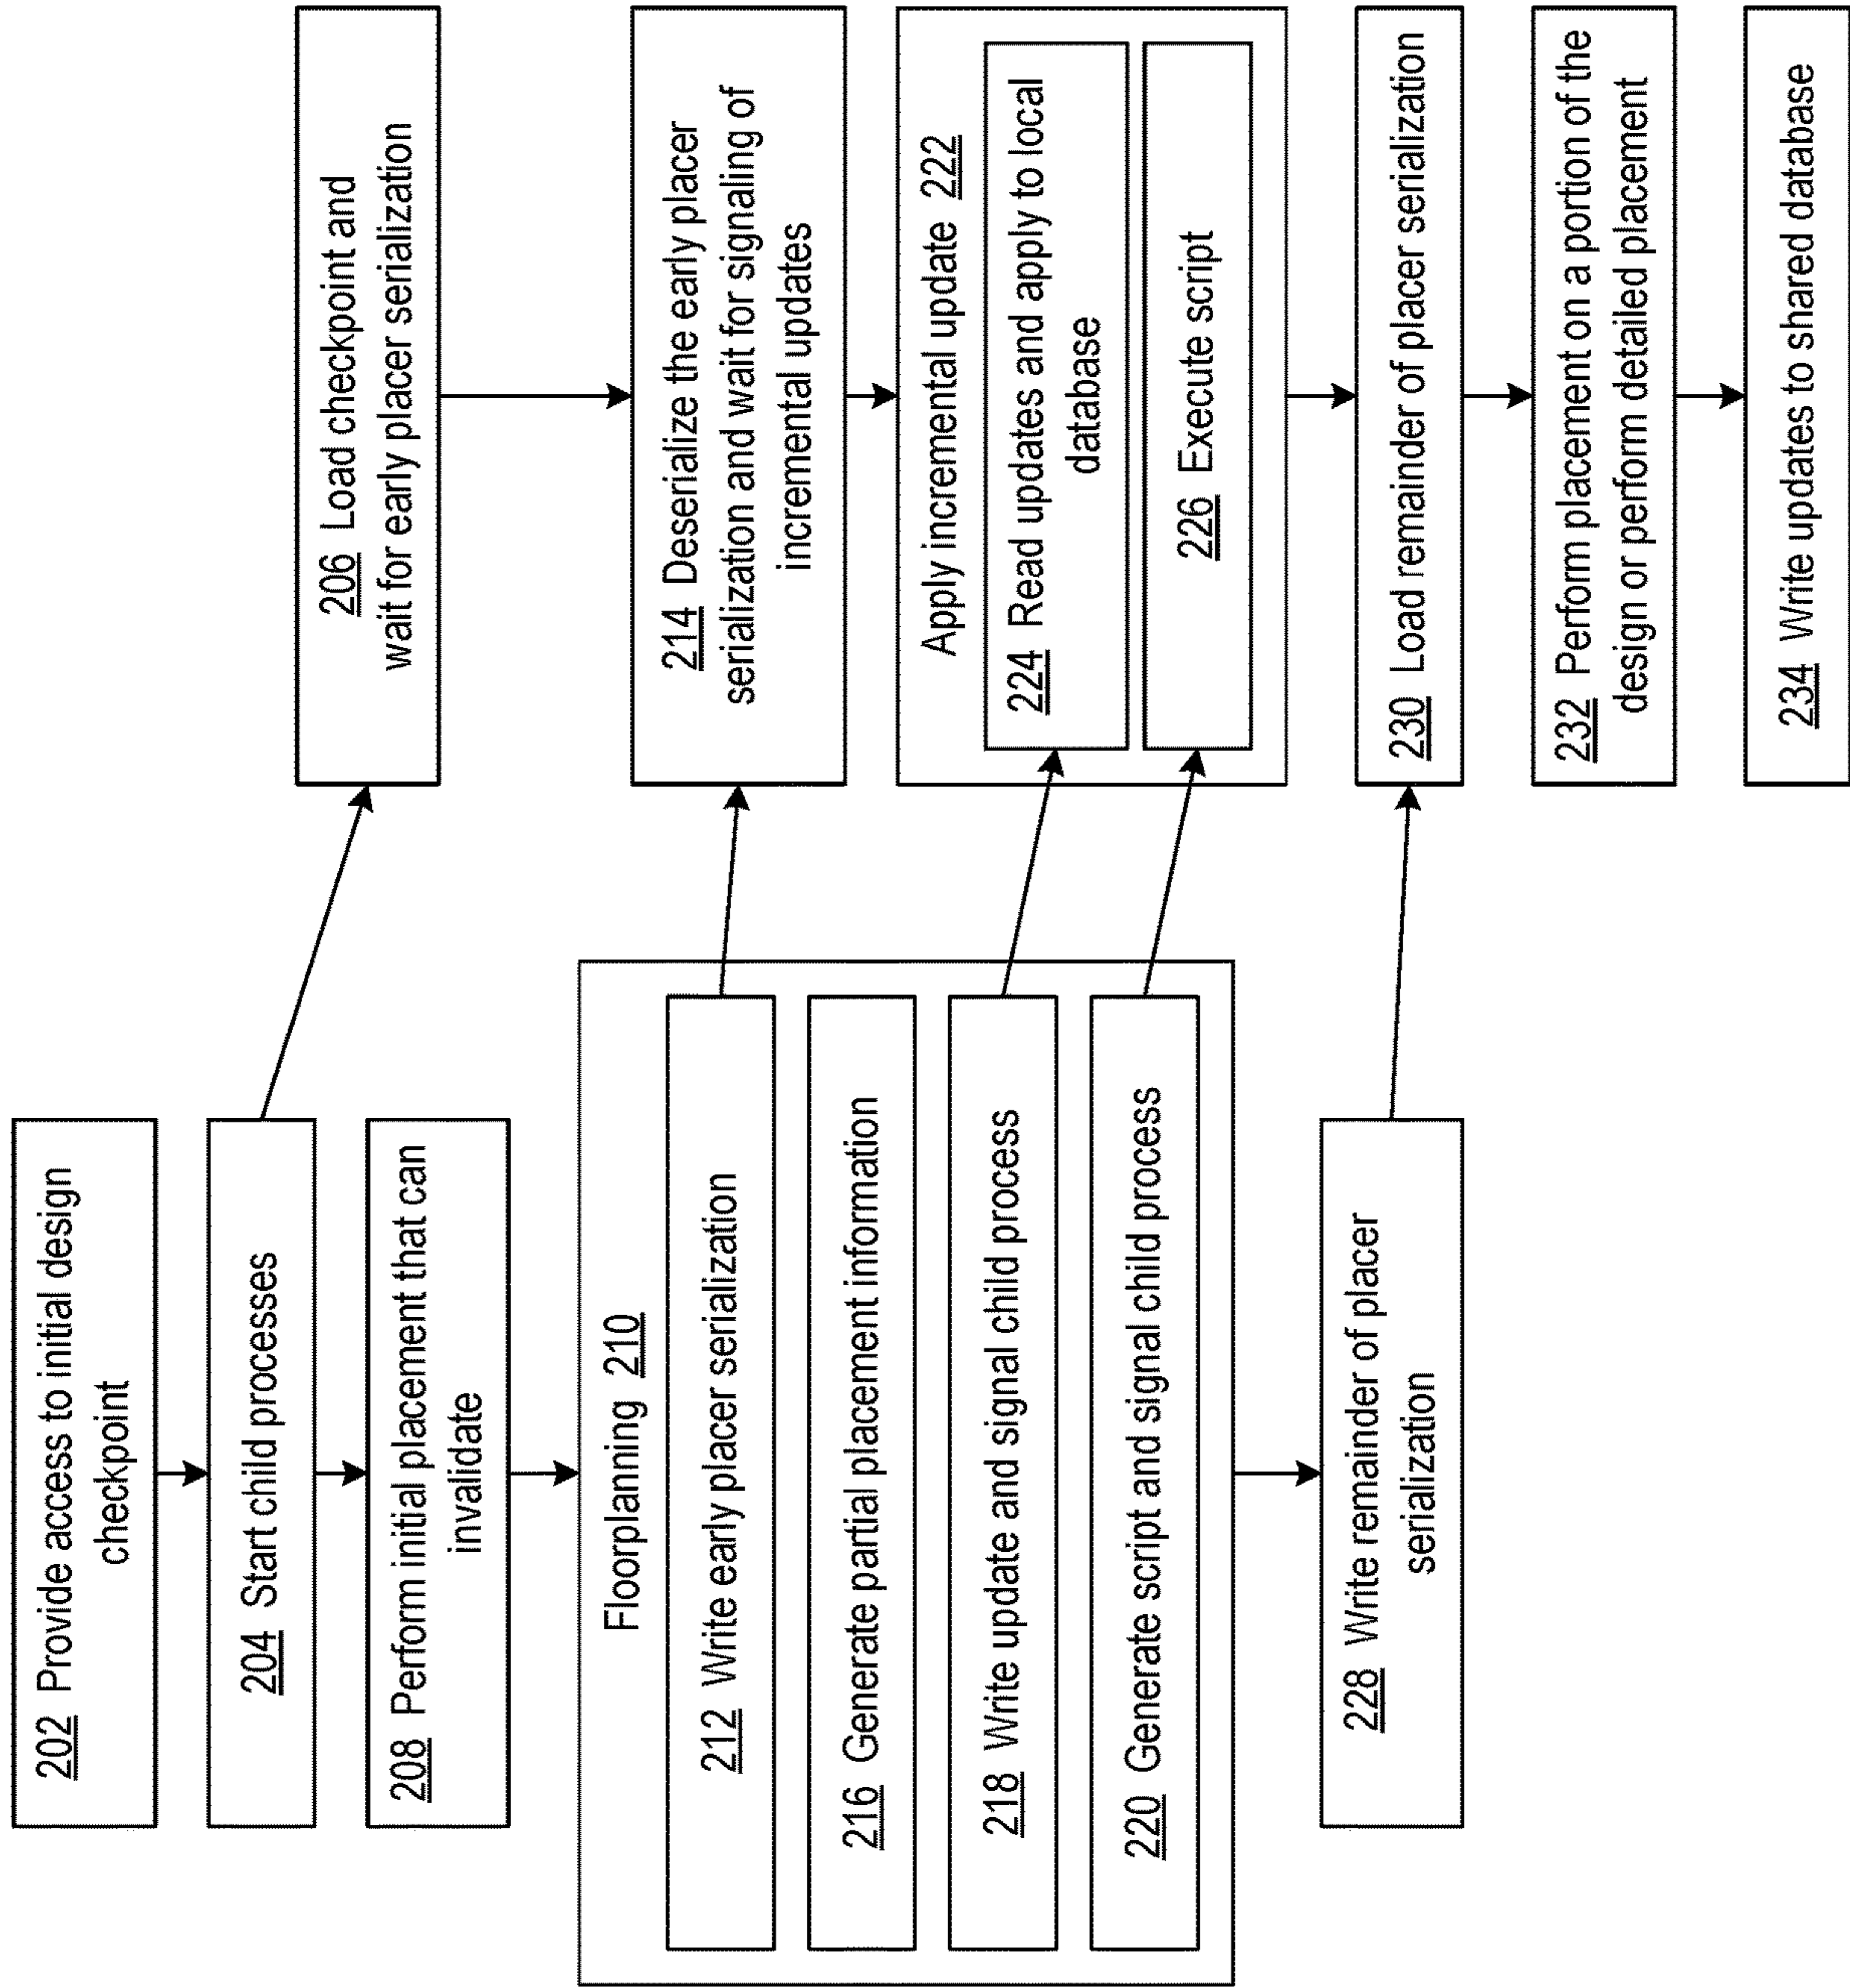 202 Provide access to initial design
checkpoint
204 Start child processes
206 Load checkpoint and
wait for early placer serialization
208 Perform initial placement that can
invalidate
Floorplanning 210
212 Write early placer serialization
214 Deserialize the early placer
serialization and wait for signaling of
incremental updates
216 Generate partial placement information
218 Write update and signal child process
220 Generate script and signal child process
Apply incremental update 222
224 Read updates and apply to local
database
226 Execute script
228 Write remainder of placer
serialization
230 Load remainder of placer serialization
232 Perform placement on a portion of the
design or perform detailed placement
234 Write updates to shared database